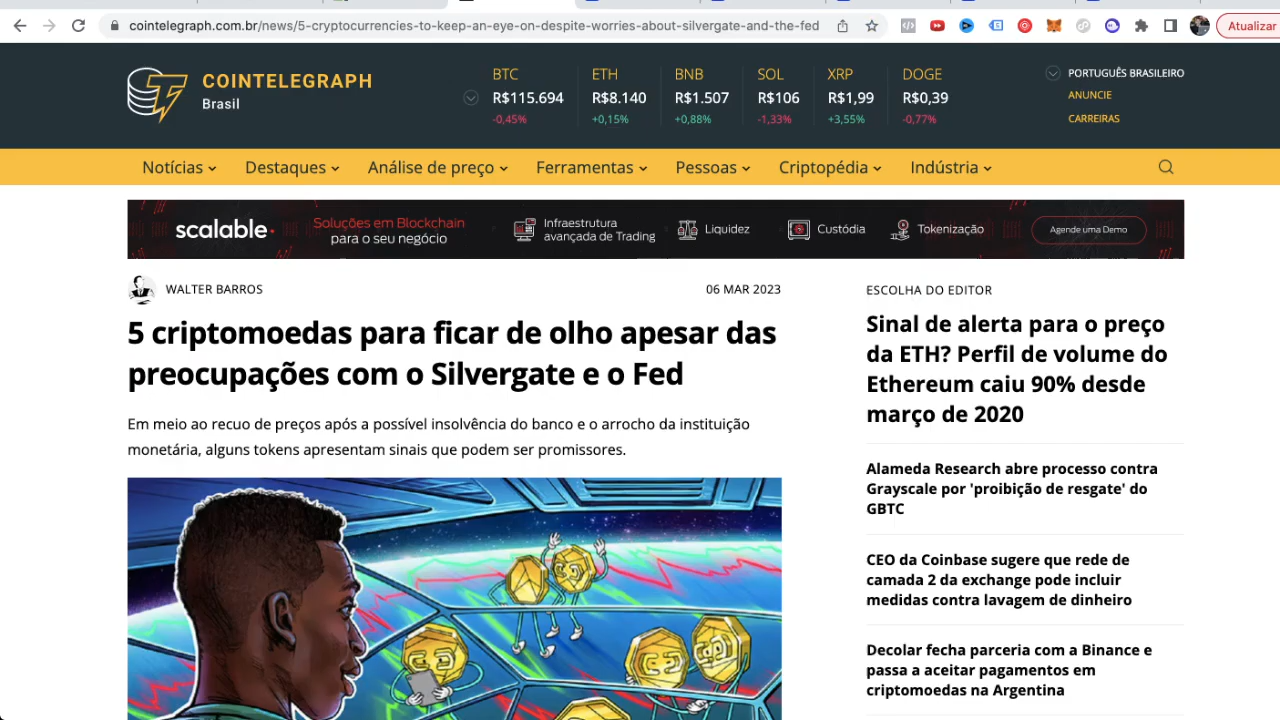 cointelegraph.com.br/news/5-cryptocurrencies-to-keep-an-eye-on-despite-worries-about-silvergate-and-the-fed
Atualizar
COINTELEGRAPH
Brasil
BTC
R$115.694
-0,45%
ETH
R$8.140
+0,15%
BNB
R$1.507
+0,88%
SOL
R$106
-1,33%
XRP
R$1,99
+3,55%
DOGE
R$0,39
-0,77%
PORTUGUÊS BRASILEIRO
ANUNCIE
CARREIRAS
Notícias
Destaques
Análise de preço
Ferramentas
Pessoas
Criptopédia
Indústria
scalable.
Soluções em Blockchain
para o seu negócio
Infraestrutura
avançada de Trading
Liquidez
Custódia
Tokenização
Agende uma Demo
WALTER BARROS
06 MAR 2023
5 criptomoedas para ficar de olho apesar das
preocupações com o Silvergate e o Fed
Em meio ao recuo de preços após a possível insolvência do banco e o arrocho da instituição
monetária, alguns tokens apresentam sinais que podem ser promissores.
ESCOLHA DO EDITOR
Sinal de alerta para o preço
da ETH? Perfil de volume do
Ethereum caiu 90% desde
março de 2020
Alameda Research abre processo contra
Grayscale por 'proibição de resgate' do
GBTC
CEO da Coinbase sugere que rede de
camada 2 da exchange pode incluir
medidas contra lavagem de dinheiro
Decolar fecha parceria com a Binance e
passa a aceitar pagamentos em
criptomoedas na Argentina